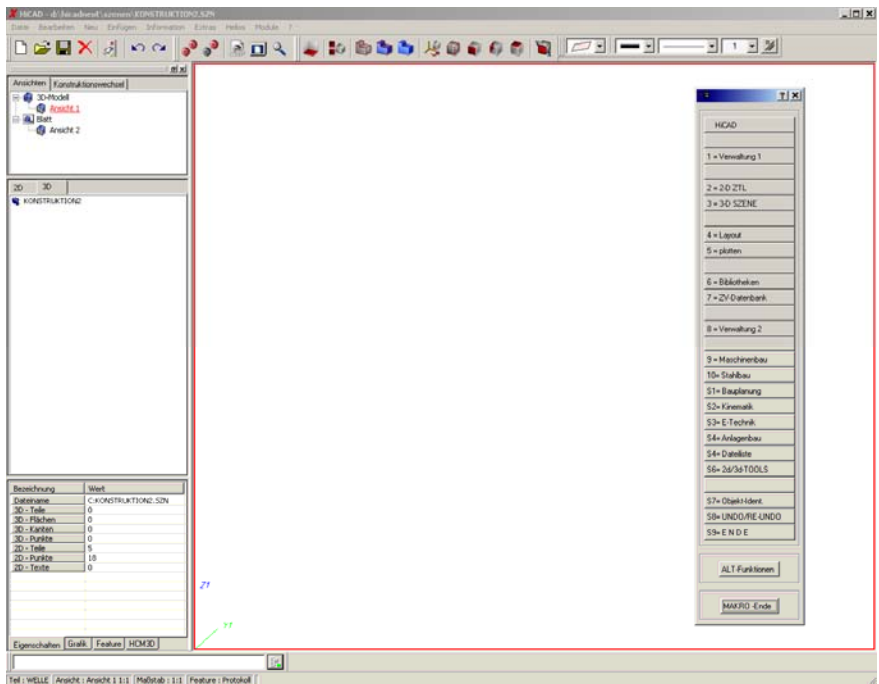 HiCAD - d:\hicadnext\szenen\KONSTRUKTION2.SZN
Datei Bearbeiten Neu Einfügen Information Extras Helios Module ?
1
Ansichten Konstruktionswechsel
3D-Modell
Ansicht 1
Blatt
Ansicht 2
2D 3D
KONSTRUKTION2
Bezeichnung Wert
Dateiname C:KONSTRUKTION2.SZN
3D - Teile 0
3D - Flächen 0
3D - Kanten 0
3D - Punkte 0
2D - Teile 5
2D - Punkte 18
2D - Texte 0
Eigenschaften Grafik Feature HCM3D
Z1
Y1
HiCAD
1 = Verwaltung 1
2 = 2-D ZTL
3 = 3-D SZENE
4 = Layout
5 = plotten
6 = Bibliotheken
7 = ZV-Datenbank
8 = Verwaltung 2
9 = Maschinenbau
10= Stahlbau
S1= Bauplanung
S2= Kinematik
S3= E-Technik
S4= Anlagenbau
S4= Dateiliste
S6= 2d/3d-TOOLS
S7= Objekt-Ident.
S8= UNDO/RE-UNDO
S9= E N D E
ALT-Funktionen
MAKRO -Ende
Teil : WELLE Ansicht : Ansicht 1 1:1 Maßstab : 1:1 Feature : Protokoll